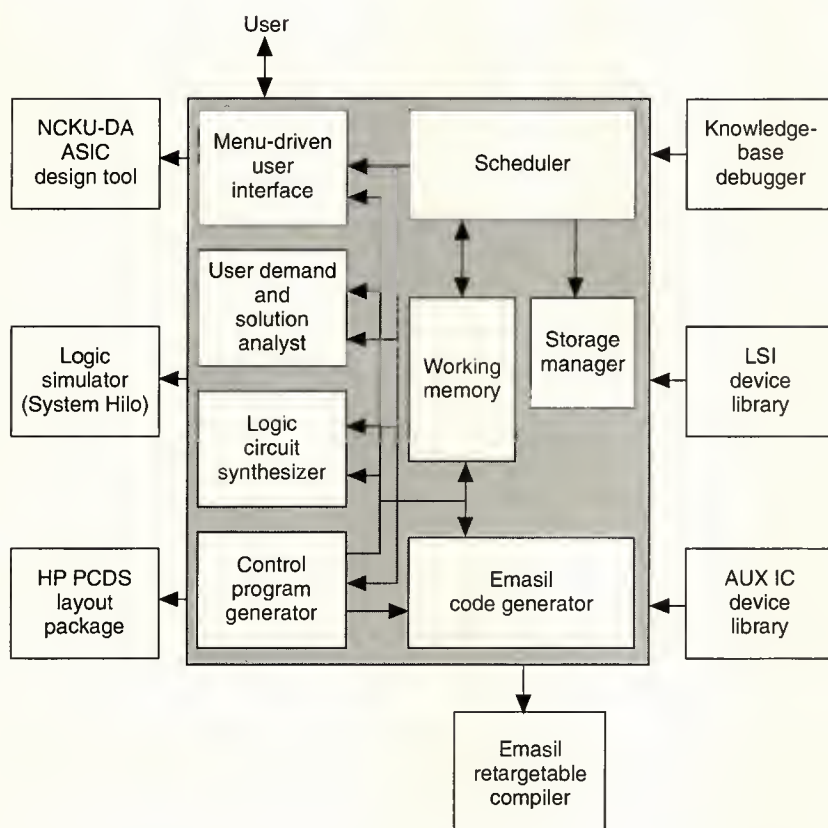 User
NCKU-DA
ASIC
design tool
Menu-driven
user
interface
Scheduler
Knowledge-
base
debugger
User demand
and
solution
analyst
Logic
simulator
(System Hilo)
Working
memory
Storage
manager
LSI
device
library
Logic
circuit
synthesizer
HP PCDS
layout
package
Control
program
generator
Emasil
code generator
AUX IC
device
library
Emasil
retargetable
compiler